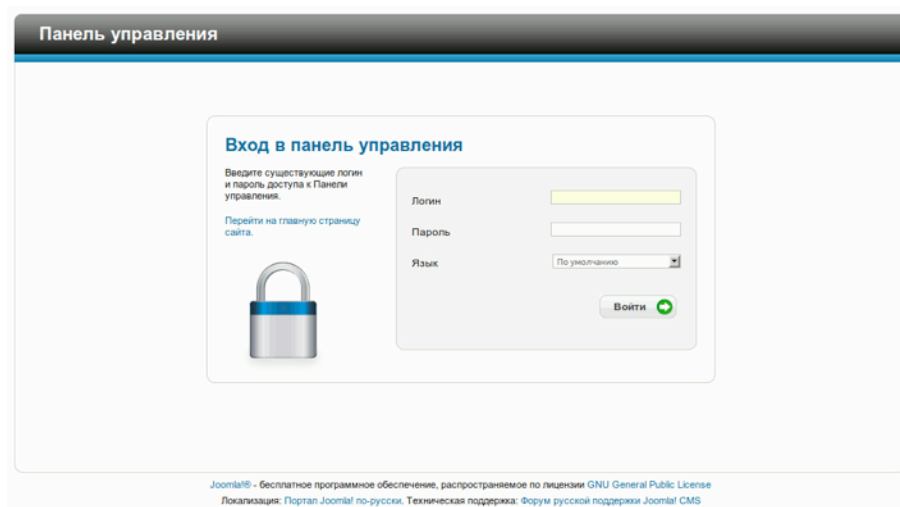 Панель управления
Вход в панель управления
Введите существующие логин
и пароль доступа к Панели
управления.
Перейти на главную страницу
сайта.
Логин
Пароль
Язык
По умолчанию
Войти
Joomla!® - бесплатное программное обеспечение, распространяемое по лицензии GNU General Public License
Локализация: Портал Joomla! по-русски. Техническая поддержка: Форум русской поддержки Joomla! CMS